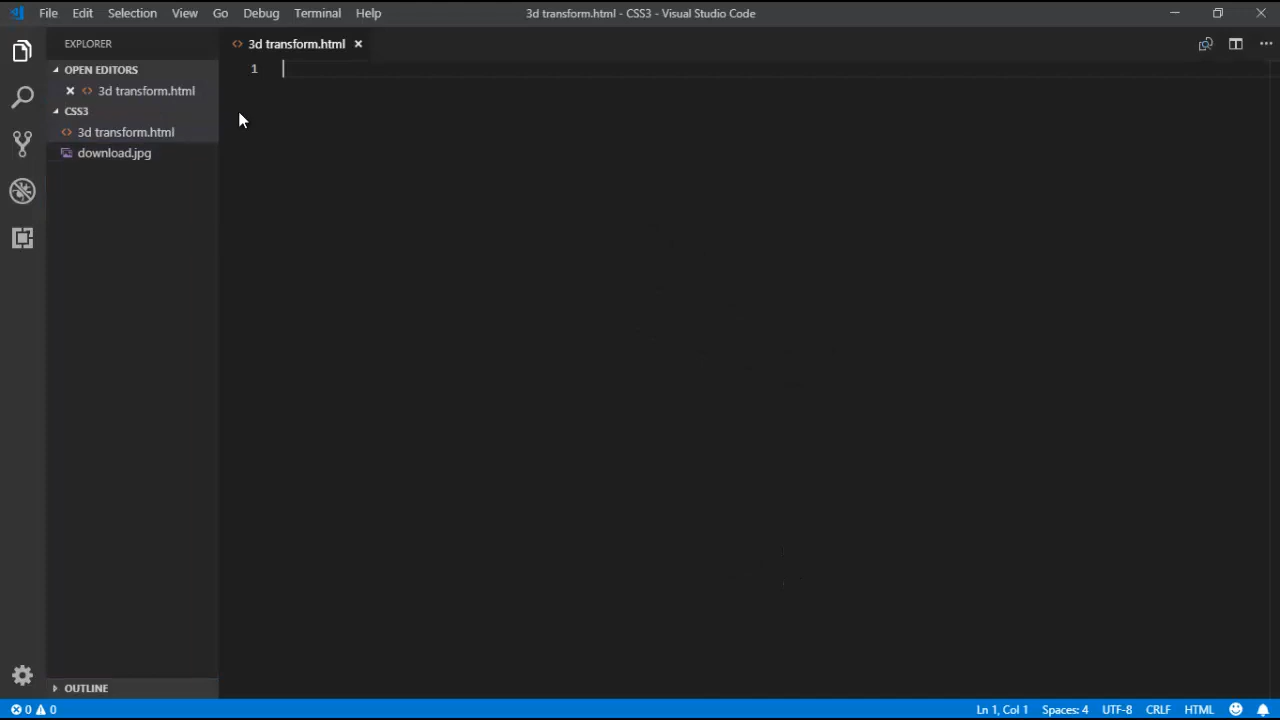 File Edit Selection View Go Debug Terminal Help 3d transform.html - CSS3 - Visual Studio Code
EXPLORER
3d transform.html
OPEN EDITORS
3d transform.html
CSS3
3d transform.html
download.jpg
OUTLINE
1
0 0 Ln 1, Col 1 Spaces: 4 UTF-8 CRLF HTML